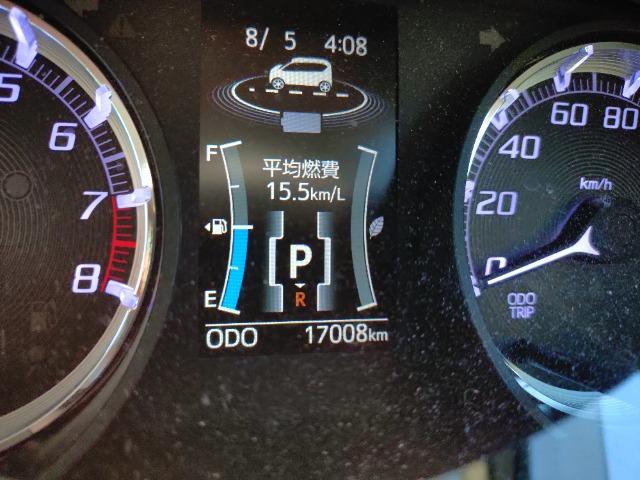 8/ 5 4:08
F
平均燃費
15.5km/L
P
R
E
ODO 17008km
5
6
7
8
km/h
0
20
40
60
80
ODO
TRIP